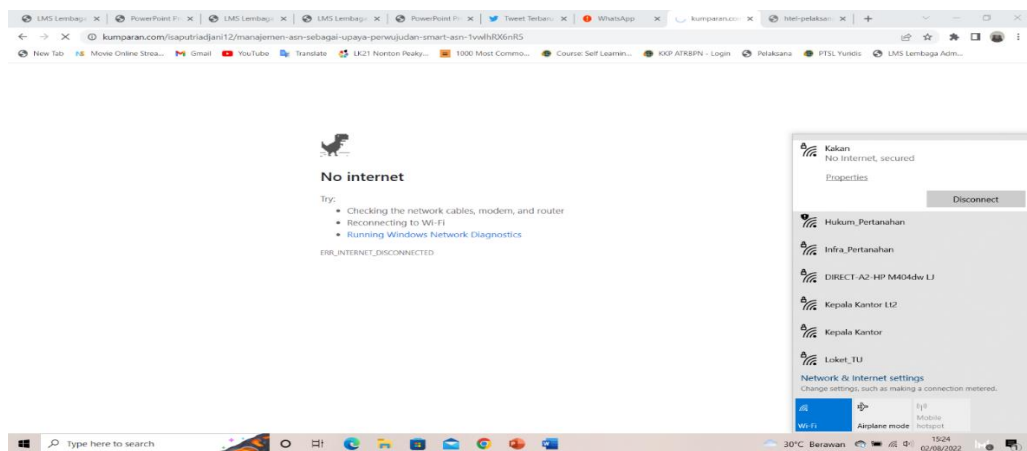 LMS Lembaga
PowerPoint Pr
LMS Lembaga
LMS Lembaga
PowerPoint Pr
Tweet Terbaru
WhatsApp
kumparan.co
htel-pelaksan
kumparan.com/isaputriadjani12/manajemen-asn-sebagai-upaya-perwujudan-smart-asn-1vwlhRX6nR5
New Tab
Movie Online Strea...
Gmail
YouTube
Translate
LK21 Nonton Peaky...
1000 Most Commo...
Course: Self Learnin...
KKP ATRBPN - Login
Pelaksana
PTSL Yuridis
LMS Lembaga Adm...
No internet
Try:
• Checking the network cables, modem, and router
• Reconnecting to Wi-Fi
• Running Windows Network Diagnostics
ERR_INTERNET_DISCONNECTED
Kakan
No Internet, secured
Properties
Disconnect
Hukum_Pertanahan
Infra_Pertanahan
DIRECT-A2-HP M404dw LJ
Kepala Kantor Lt2
Kepala Kantor
Loket_TU
Network & Internet settings
Change settings, such as making a connection metered.
Wi-Fi
Airplane mode
Mobile hotspot
Type here to search
30°C Berawan
15:24
02/08/2022